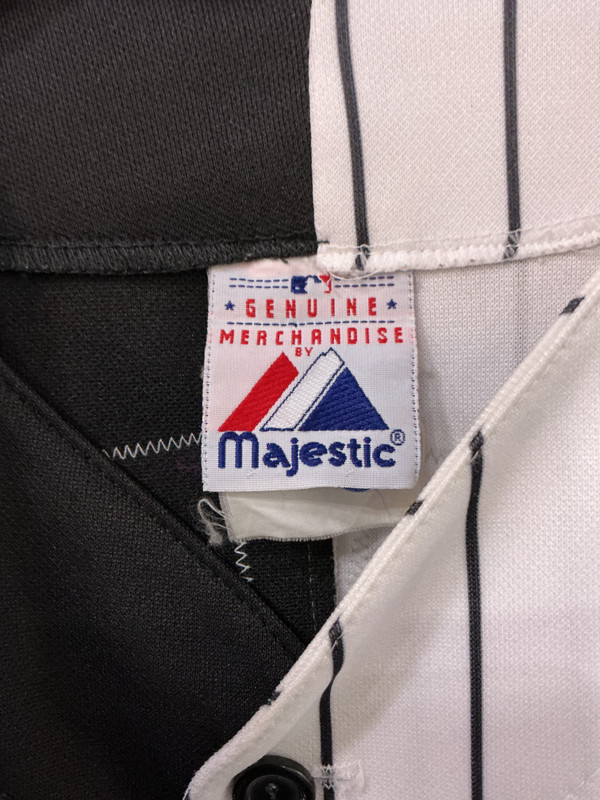 ★ GENUINE ★
MERCHANDISE
BY
Majestic®